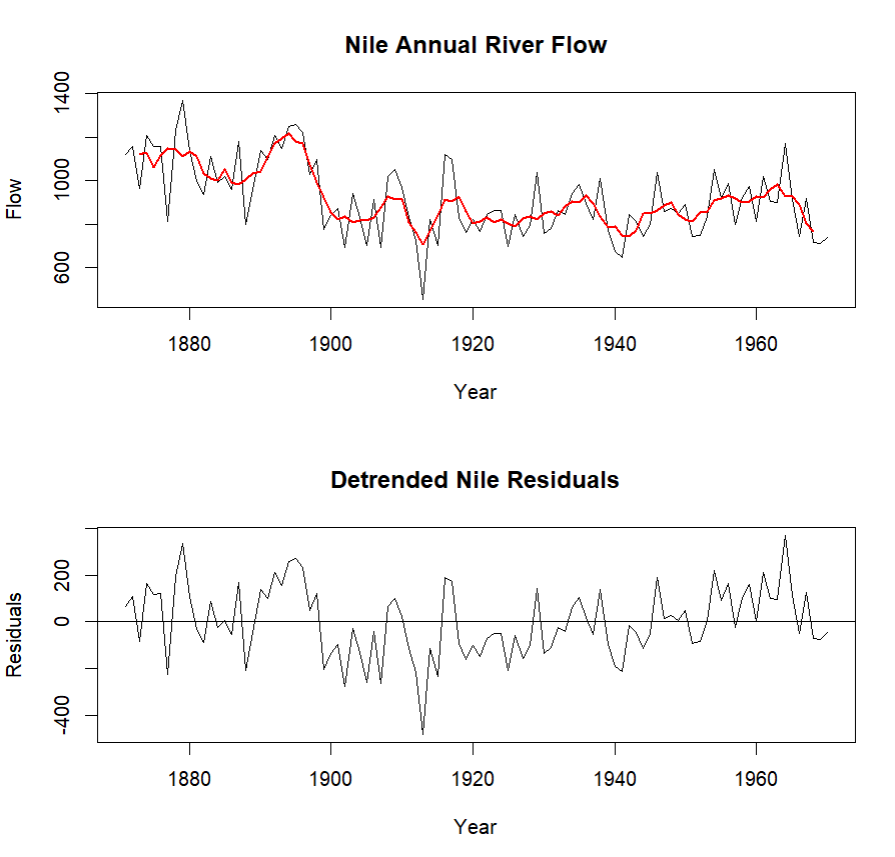 Nile Annual River Flow
Flow
1400
1000
600
1880 1900 1920 1940 1960
Year
Detrended Nile Residuals
Residuals
200
0
-400
1880 1900 1920 1940 1960
Year